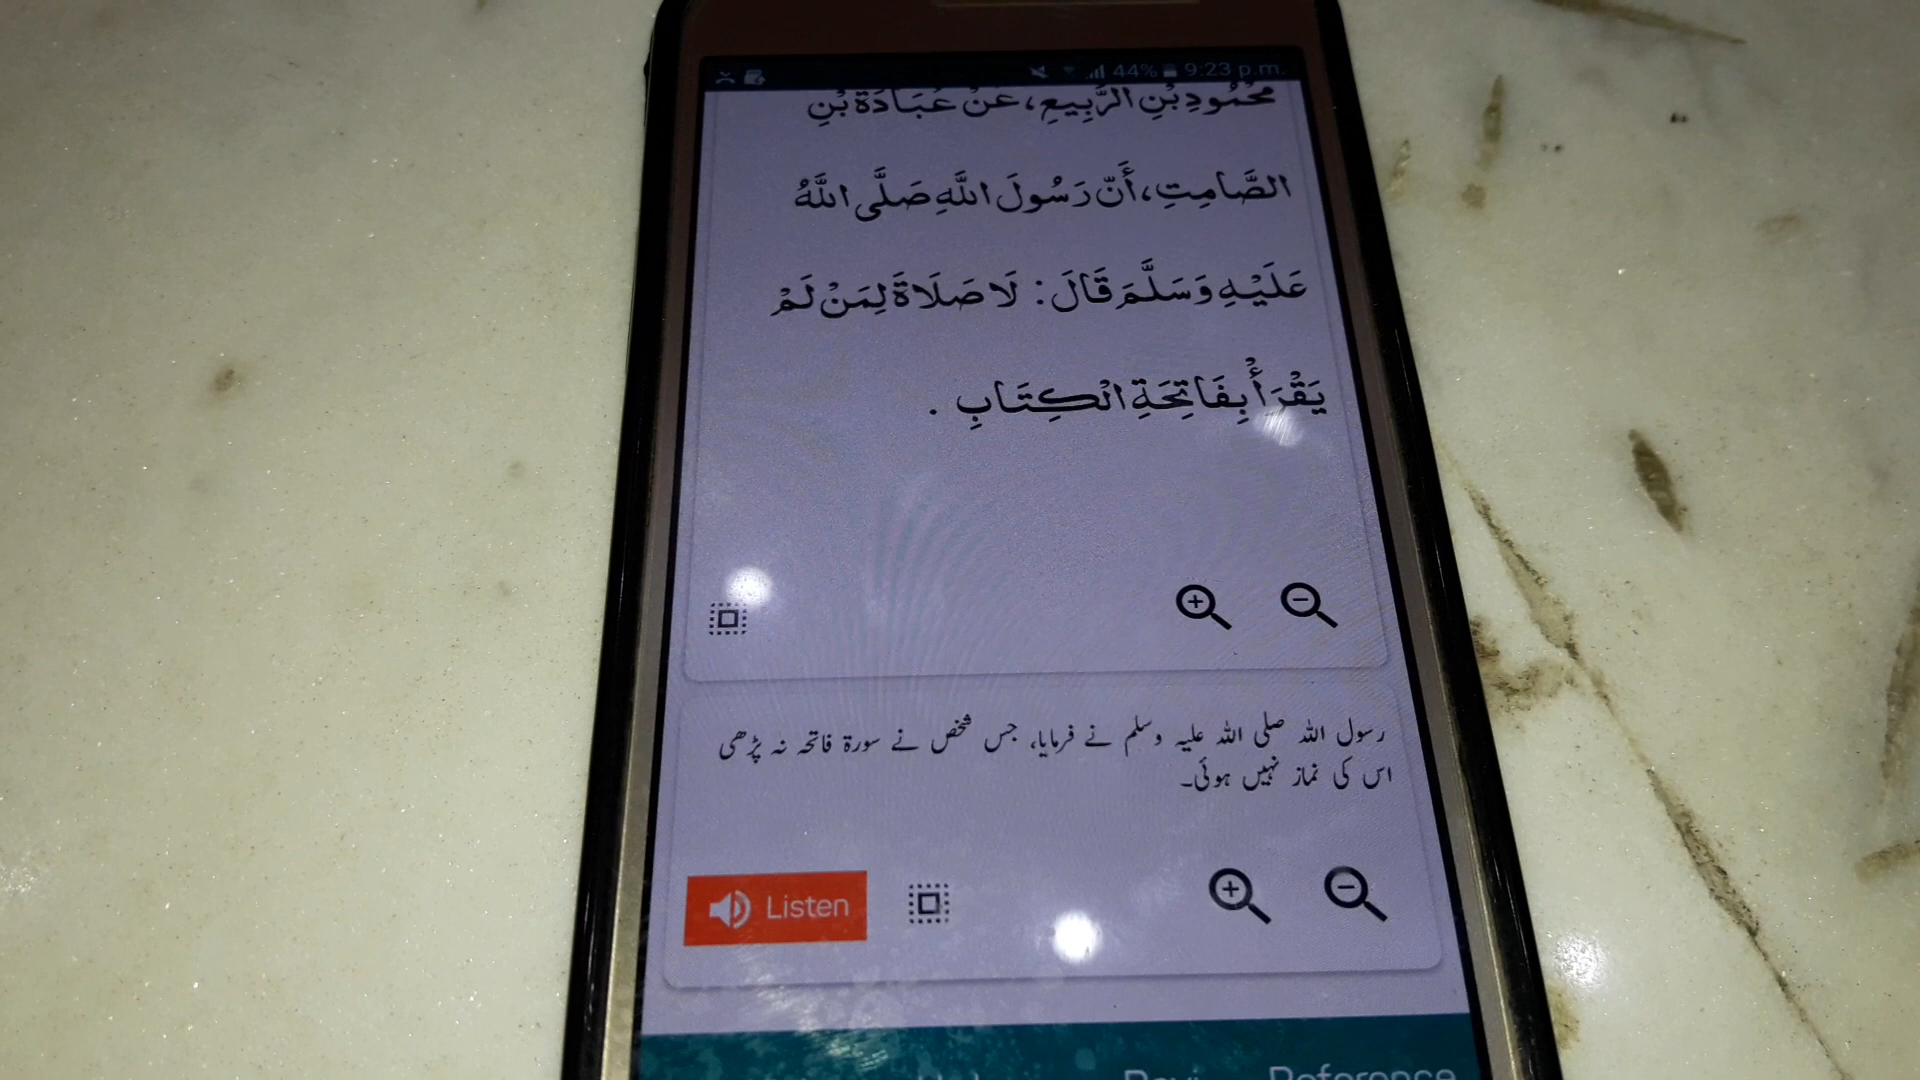 44% 9:23 p.m.
مَحْمُودِ بْنِ الرَّبِيعِ، عَنْ عُبَادَةَ بْنِ
الصَّامِتِ، أَنّ رَسُولَ اللَّهِ صَلَّى اللَّهُ
عَلَيْهِ وَسَلَّمَ قَالَ: لَا صَلَاةَ لِمَنْ لَمْ
يَقْرَأْ بِفَاتِحَةِ الْكِتَابِ .
رسول اللہ صلی اللہ علیہ وسلم نے فرمایا، جس شخص نے سورۃ فاتحہ نہ پڑھی
اس کی نماز نہیں ہوئی۔
Listen
Reference